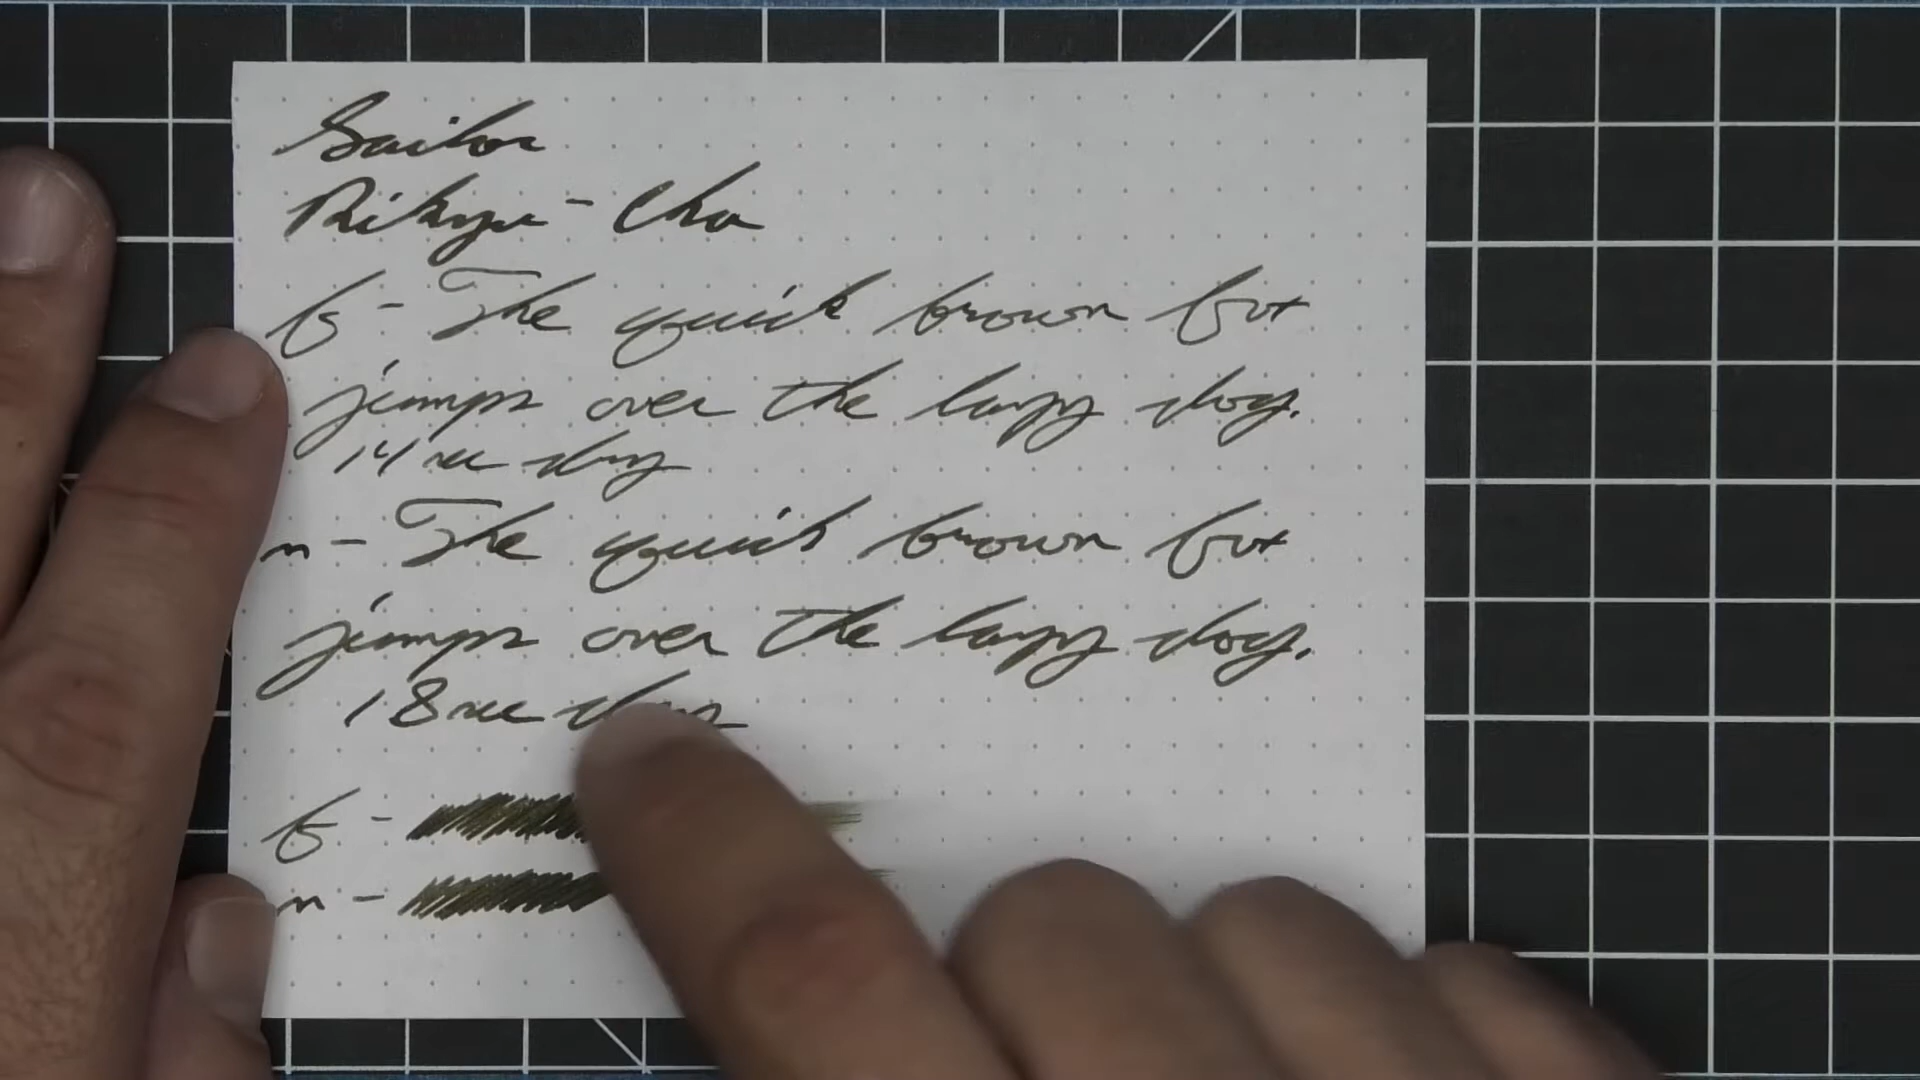 Sailor
Rikyu-Cha
f - The quick brown fox
jumps over the lazy dog.
14 sec dry
m - The quick brown fox
jumps over the lazy dog.
18 sec dry
f -
m -